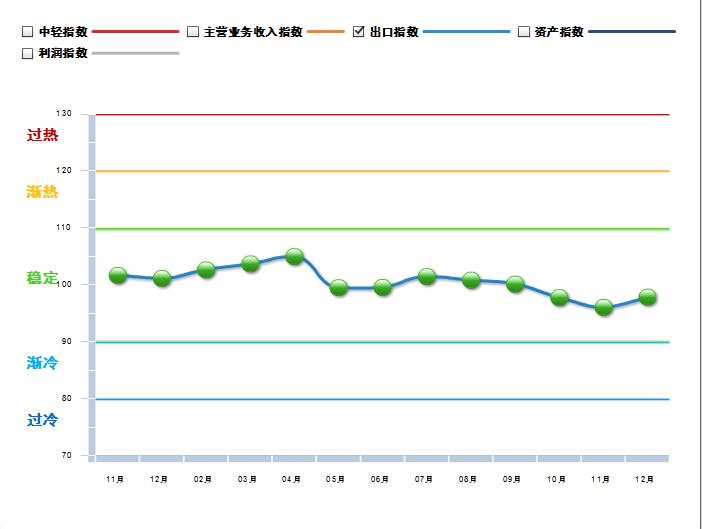 中轻指数 主营业务收入指数 出口指数 资产指数
利润指数
130
过热
120
渐热
110
稳定
100
90
渐冷
80
过冷
70
11月 12月 02月 03月 04月 05月 06月 07月 08月 09月 10月 11月 12月